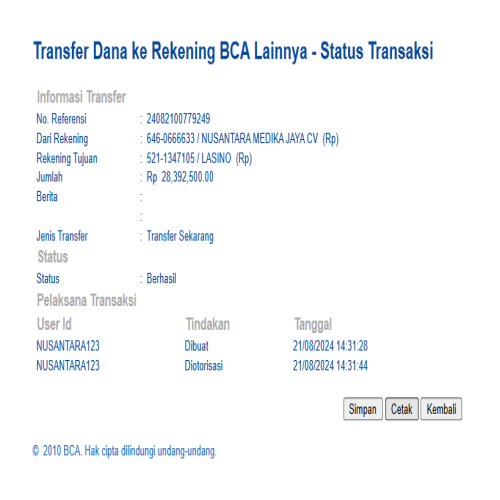 Transfer Dana ke Rekening BCA Lainnya - Status Transaksi
Informasi Transfer
No. Referensi : 24082100779249
Dari Rekening : 646-0666633 / NUSANTARA MEDIKA JAYA CV (Rp)
Rekening Tujuan : 521-1347105 / LASINO (Rp)
Jumlah : Rp 28,392,500.00
Berita :
:
Jenis Transfer : Transfer Sekarang
Status
Status : Berhasil
Pelaksana Transaksi
User Id Tindakan Tanggal
NUSANTARA123 Dibuat 21/08/2024 14:31:28
NUSANTARA123 Diotorisasi 21/08/2024 14:31:44
Simpan Cetak Kembali
© 2010 BCA. Hak cipta dilindungi undang-undang.